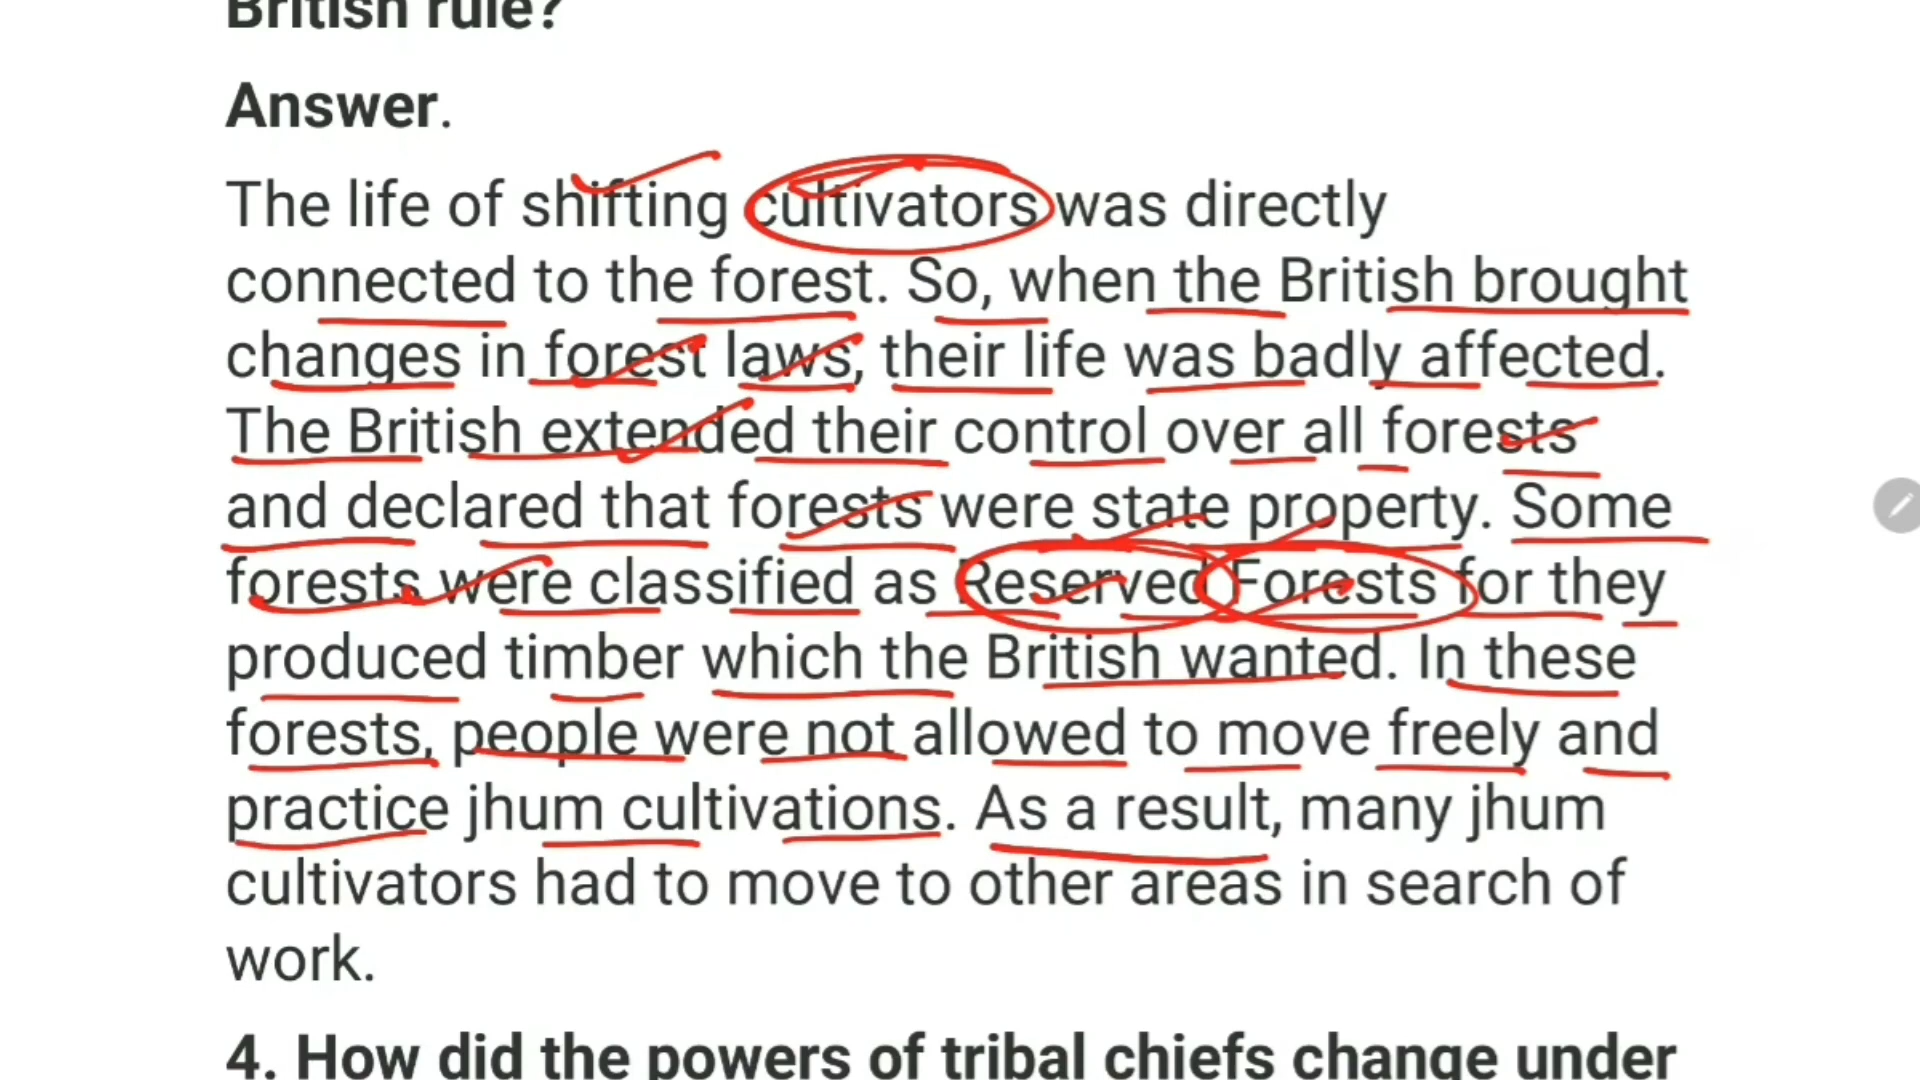 British rule?
Answer.
The life of shifting cultivators was directly
connected to the forest. So, when the British brought
changes in forest laws, their life was badly affected.
The British extended their control over all forests
and declared that forests were state property. Some
forests were classified as Reserved Forests for they
produced timber which the British wanted. In these
forests, people were not allowed to move freely and
practice jhum cultivations. As a result, many jhum
cultivators had to move to other areas in search of
work.
4. How did the powers of tribal chiefs change under